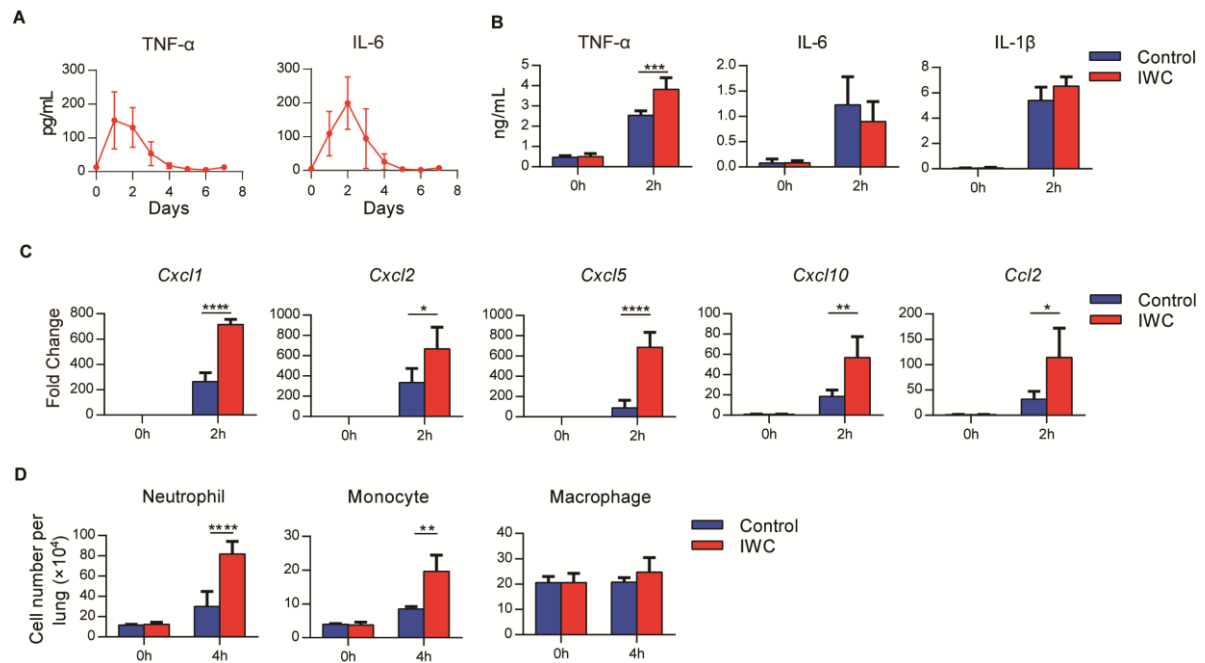 A
TNF-α
IL-6
pg/mL
300
200
100
0
0 2 4 6 8
Days
300
200
100
0
0 2 4 6 8
Days
B
TNF-α
IL-6
IL-1β
Control
IWC
ng/mL
5
4
3
2
1
0
***
0h 2h
2.0
1.5
1.0
0.5
0.0
0h 2h
8
6
4
2
0
0h 2h
C
Cxcl1
Cxcl2
Cxcl5
Cxcl10
Ccl2
Control
IWC
Fold Change
800
600
400
200
0
****
0h 2h
1000
800
600
400
200
0
*
0h 2h
1000
800
600
400
200
0
****
0h 2h
100
80
60
40
20
0
**
0h 2h
200
150
100
50
0
*
0h 2h
D
Neutrophil
Monocyte
Macrophage
Control
IWC
Cell number per
lung (×10⁴)
100
80
60
40
20
0
****
0h 4h
30
20
10
0
**
0h 4h
40
30
20
10
0
0h 4h